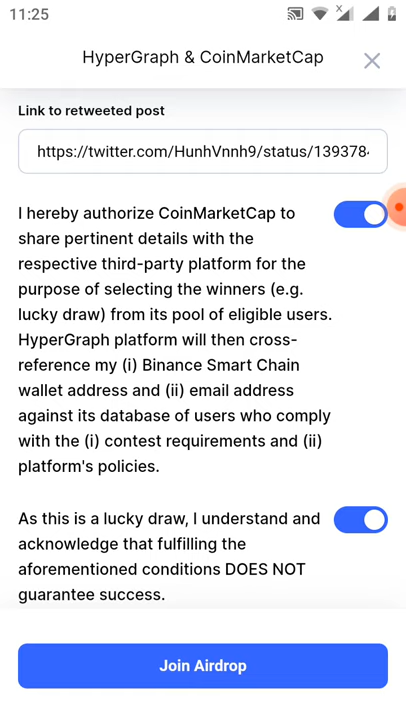 11:25
HyperGraph & CoinMarketCap
Link to retweeted post
https://twitter.com/HunhVnnh9/status/139378
I hereby authorize CoinMarketCap to
share pertinent details with the
respective third-party platform for the
purpose of selecting the winners (e.g.
lucky draw) from its pool of eligible users.
HyperGraph platform will then cross-
reference my (i) Binance Smart Chain
wallet address and (ii) email address
against its database of users who comply
with the (i) contest requirements and (ii)
platform's policies.
As this is a lucky draw, I understand and
acknowledge that fulfilling the
aforementioned conditions DOES NOT
guarantee success.
Join Airdrop